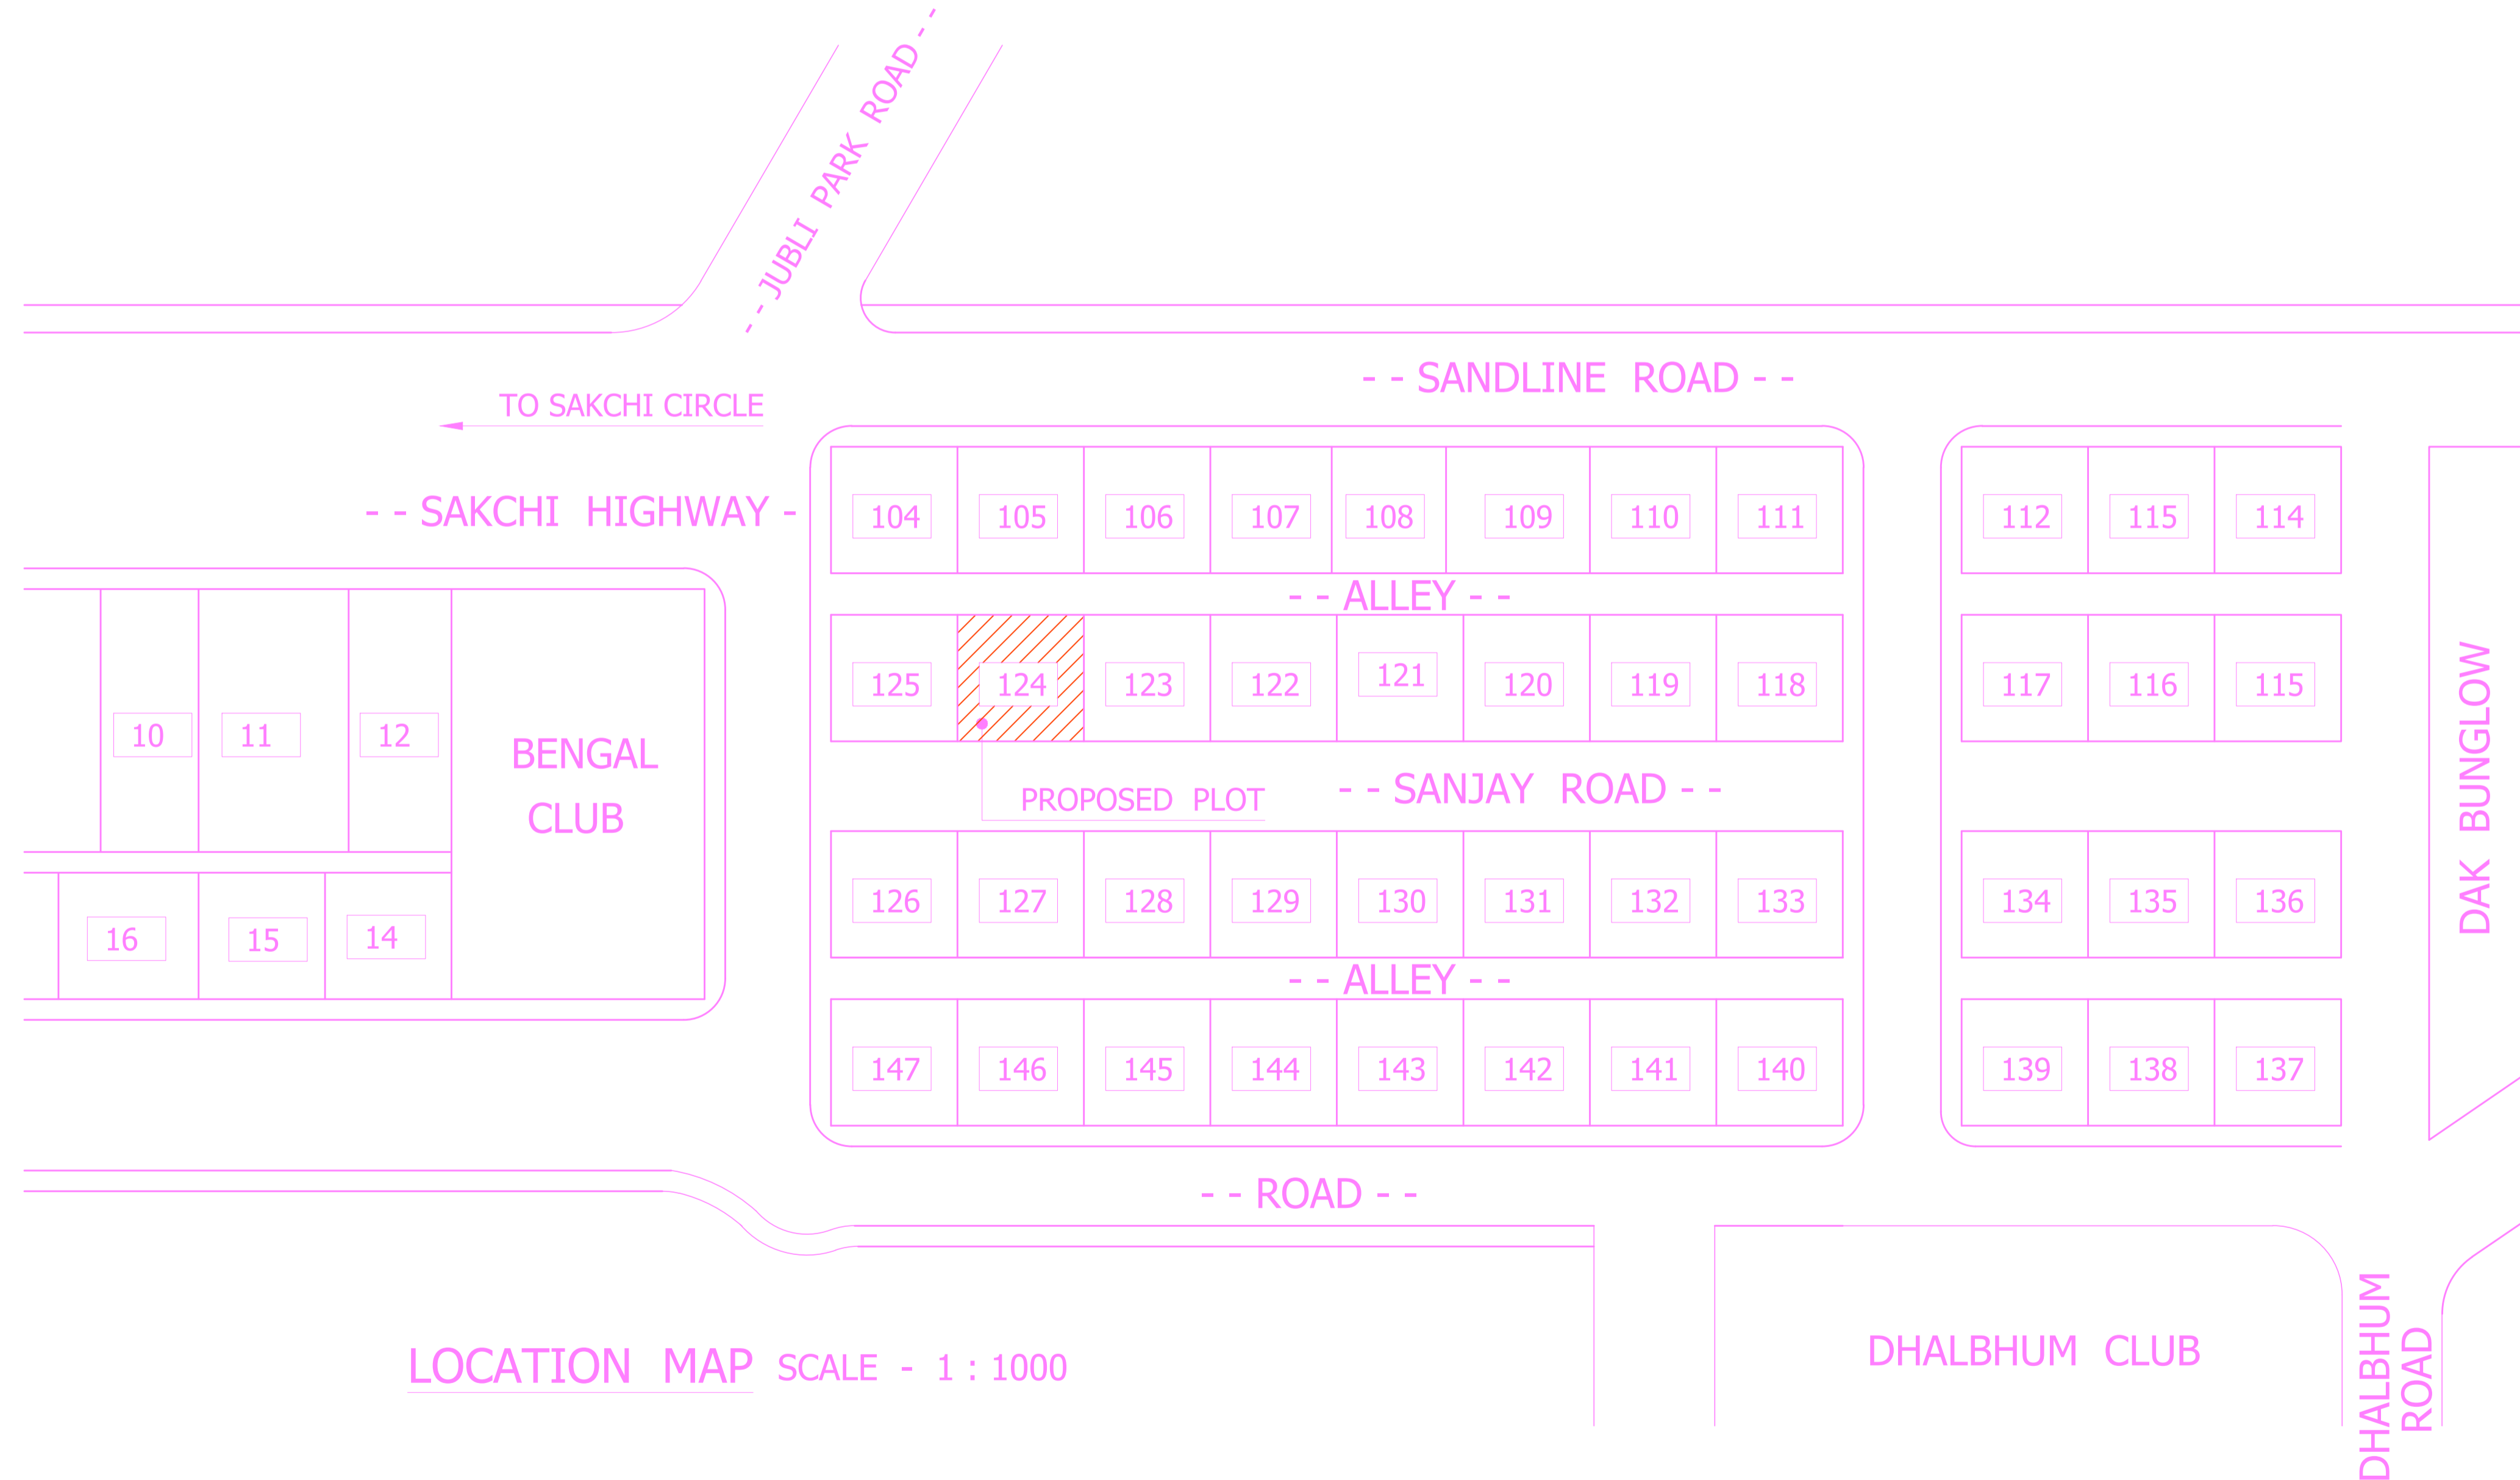 -- JUBLI PARK ROAD --
-- SANDLINE ROAD --
TO SAKCHI CIRCLE
-- SAKCHI HIGHWAY -
104 105 106 107 108 109 110 111 112 115 114
-- ALLEY --
125 124 123 122 121 120 119 118 117 116 115
10 11 12
BENGAL
CLUB
PROPOSED PLOT
-- SANJAY ROAD --
DAK BUNGLOW
126 127 128 129 130 131 132 133 134 135 136
16 15 14
-- ALLEY --
147 146 145 144 143 142 141 140 139 138 137
-- ROAD --
DHALBHUM CLUB
DHALBHUM
ROAD
LOCATION MAP SCALE - 1 : 1000